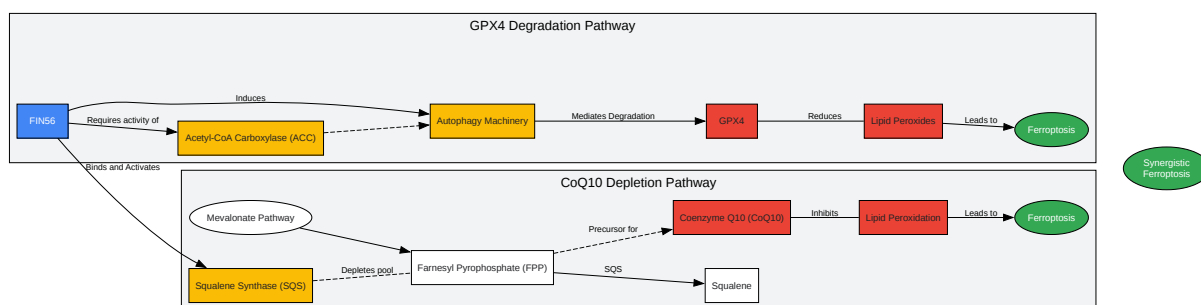 GPX4 Degradation Pathway
FIN56
Induces
Requires activity of
Acetyl-CoA Carboxylase (ACC)
Autophagy Machinery
Mediates Degradation
GPX4
Reduces
Lipid Peroxides
Leads to
Ferroptosis
Binds and Activates
Synergistic
Ferroptosis
CoQ10 Depletion Pathway
Mevalonate Pathway
Squalene Synthase (SQS)
Depletes pool
Farnesyl Pyrophosphate (FPP)
Precursor for
SQS
Squalene
Coenzyme Q10 (CoQ10)
Inhibits
Lipid Peroxidation
Leads to
Ferroptosis